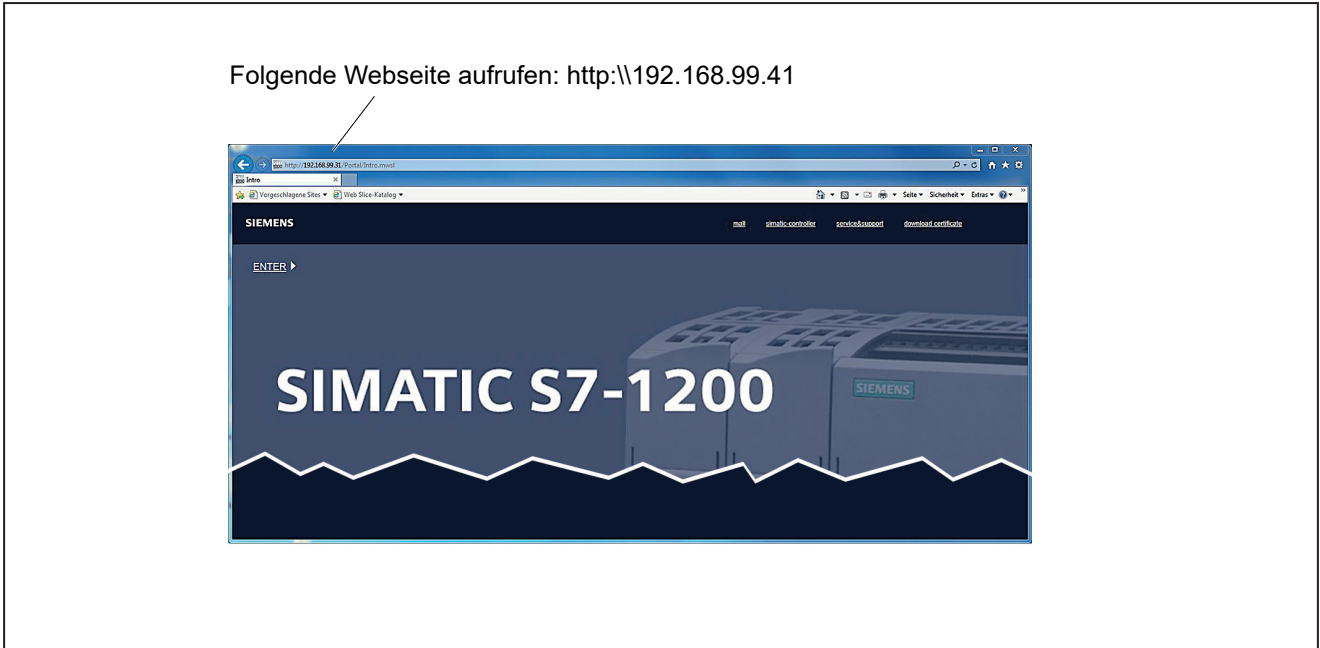 Folgende Webseite aufrufen: http:\\192.168.99.41
http://192.168.99.31/Portal/Intro.mwsl
Intro
Vorgeschlagene Sites Web Slice-Katalog Seite Sicherheit Extras
SIEMENS mall simatic-controller service&support download certificate
ENTER
SIMATIC S7-1200
SIEMENS